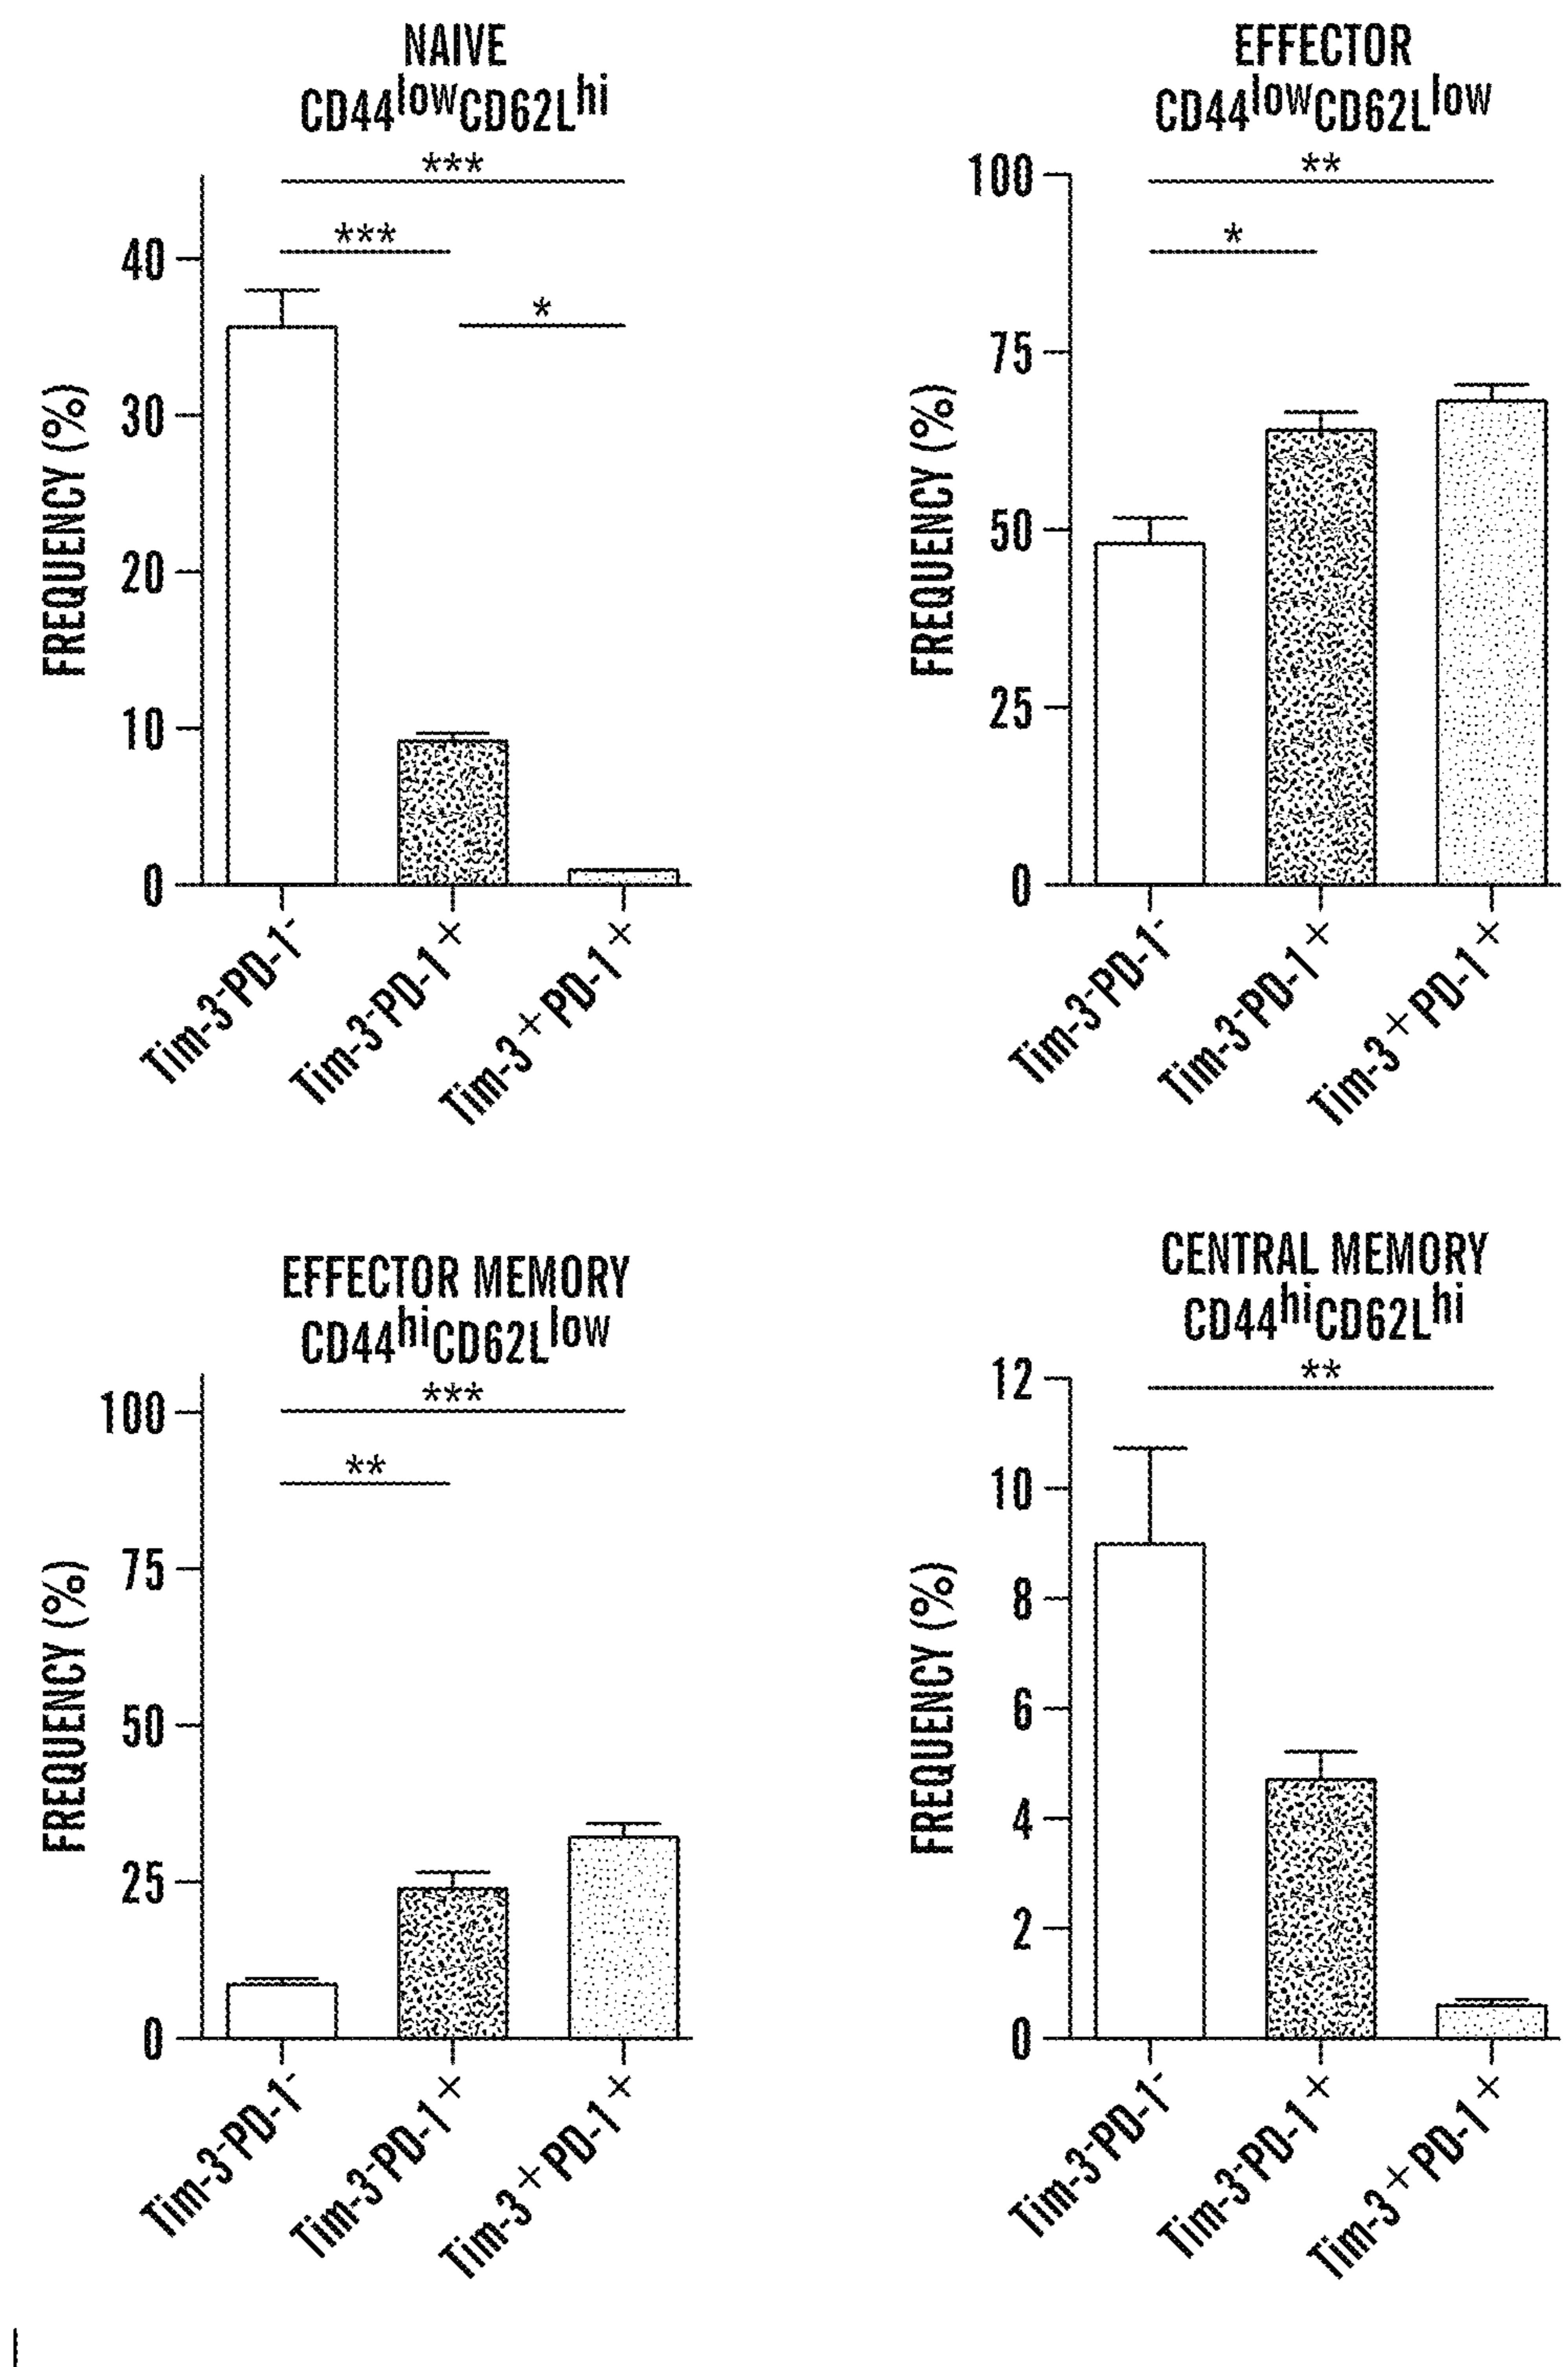 NAIVE
CD44lowCD62Lhi
***
***
*
40
30
20
10
0
FREQUENCY (%)
Tim-3-PD-1-
Tim-3-PD-1+
Tim-3+PD-1+
EFFECTOR
CD44lowCD62Llow
**
*
100
75
50
25
0
FREQUENCY (%)
Tim-3-PD-1-
Tim-3-PD-1+
Tim-3+PD-1+
EFFECTOR MEMORY
CD44hiCD62Llow
***
**
100
75
50
25
0
FREQUENCY (%)
Tim-3-PD-1-
Tim-3-PD-1+
Tim-3+PD-1+
CENTRAL MEMORY
CD44hiCD62Lhi
**
12
10
8
6
4
2
0
FREQUENCY (%)
Tim-3-PD-1-
Tim-3-PD-1+
Tim-3+PD-1+